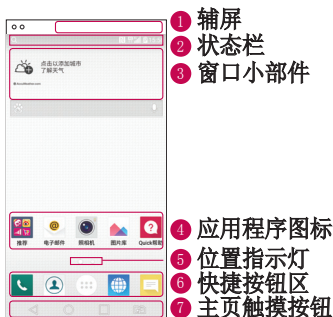 1 辅屏
2 状态栏
3 窗口小部件
点击以添加城市
了解天气
推荐 电子邮件 照相机 图片库 Quick帮助
4 应用程序图标
5 位置指示灯
6 快捷按钮区
7 主页触摸按钮